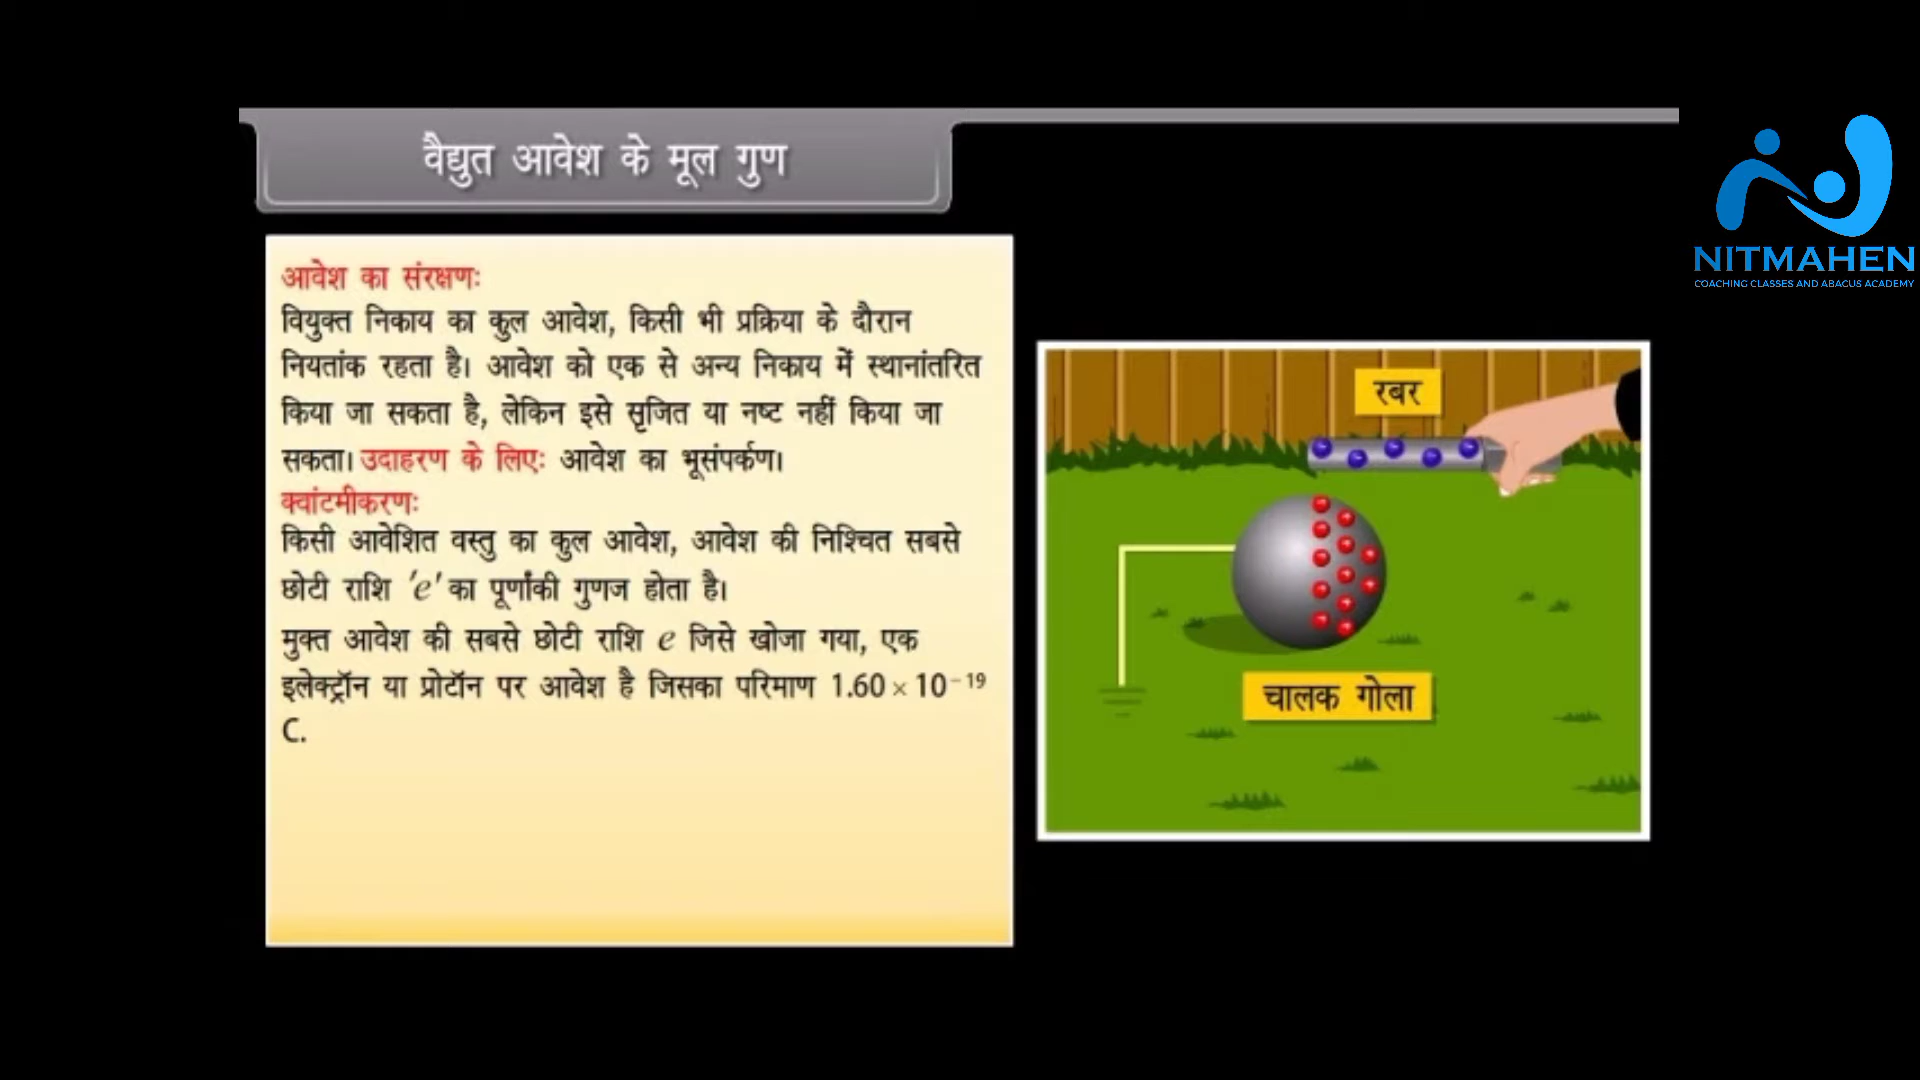 वैद्युत आवेश के मूल गुण
आवेश का संरक्षणः
वियुक्त निकाय का कुल आवेश, किसी भी प्रक्रिया के दौरान
नियतांक रहता है। आवेश को एक से अन्य निकाय में स्थानांतरित
किया जा सकता है, लेकिन इसे सृजित या नष्ट नहीं किया जा
सकता। उदाहरण के लिएः आवेश का भूसंपर्कण।
क्वांटमीकरणः
किसी आवेशित वस्तु का कुल आवेश, आवेश की निश्चित सबसे
छोटी राशि 'e' का पूर्णांकी गुणज होता है।
मुक्त आवेश की सबसे छोटी राशि e जिसे खोजा गया, एक
इलेक्ट्रॉन या प्रोटॉन पर आवेश है जिसका परिमाण 1.60 × 10⁻¹⁹
C.
रबर
चालक गोला
NITMAHEN
COACHING CLASSES AND ABACUS ACADEMY